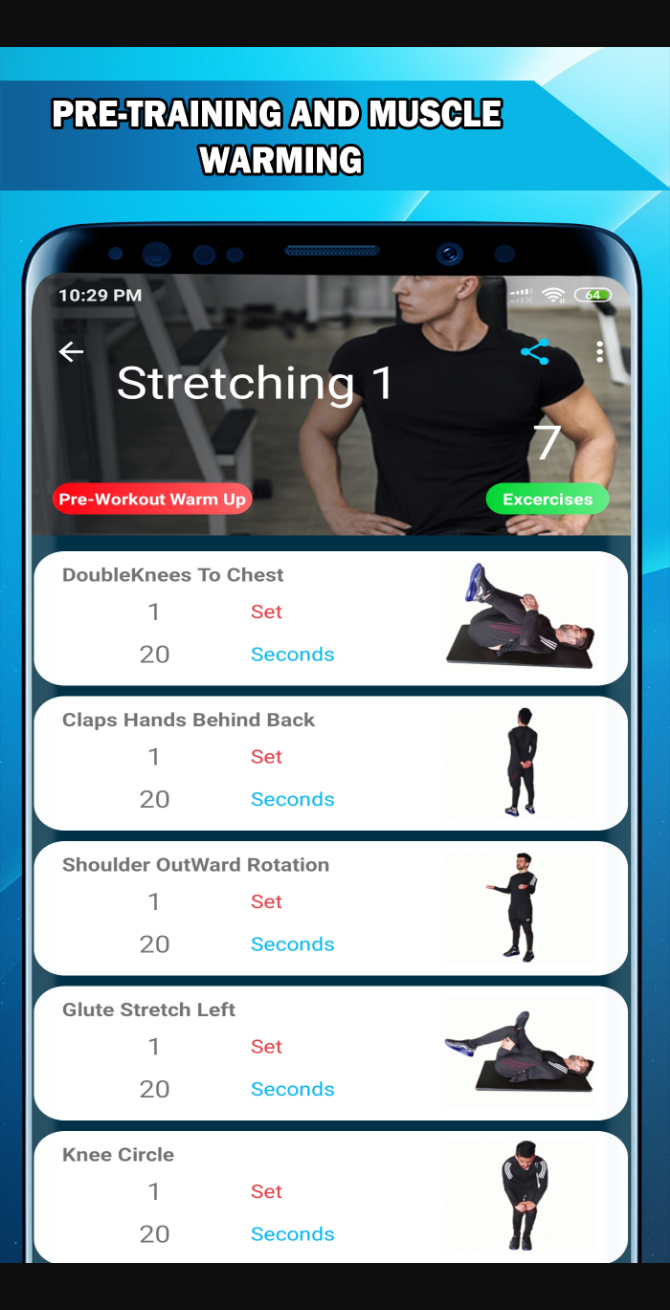 PRE-TRAINING AND MUSCLE
WARMING
10:29 PM
64
Stretching 1
7
Pre-Workout Warm Up
Excercises
DoubleKnees To Chest
1 Set
20 Seconds
Claps Hands Behind Back
1 Set
20 Seconds
Shoulder OutWard Rotation
1 Set
20 Seconds
Glute Stretch Left
1 Set
20 Seconds
Knee Circle
1 Set
20 Seconds